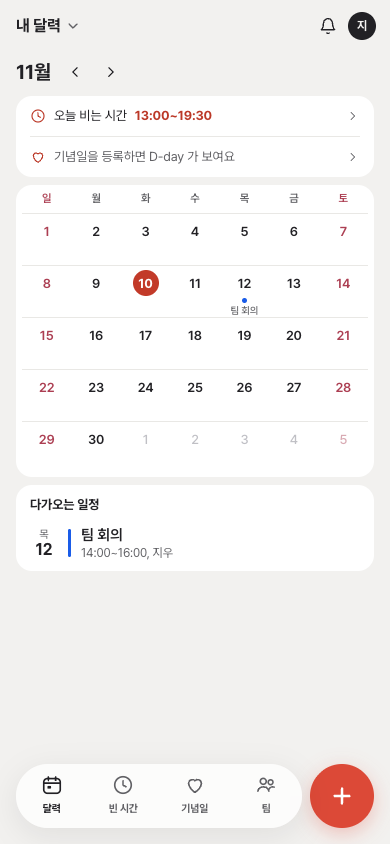 내 달력
지
11월
오늘 비는 시간 13:00~19:30
기념일을 등록하면 D-day 가 보여요
일 월 화 수 목 금 토
1 2 3 4 5 6 7
8 9 10 11 12 13 14
팀 회의
15 16 17 18 19 20 21
22 23 24 25 26 27 28
29 30 1 2 3 4 5
다가오는 일정
목
12
팀 회의
14:00~16:00, 지우
달력 빈 시간 기념일 팀